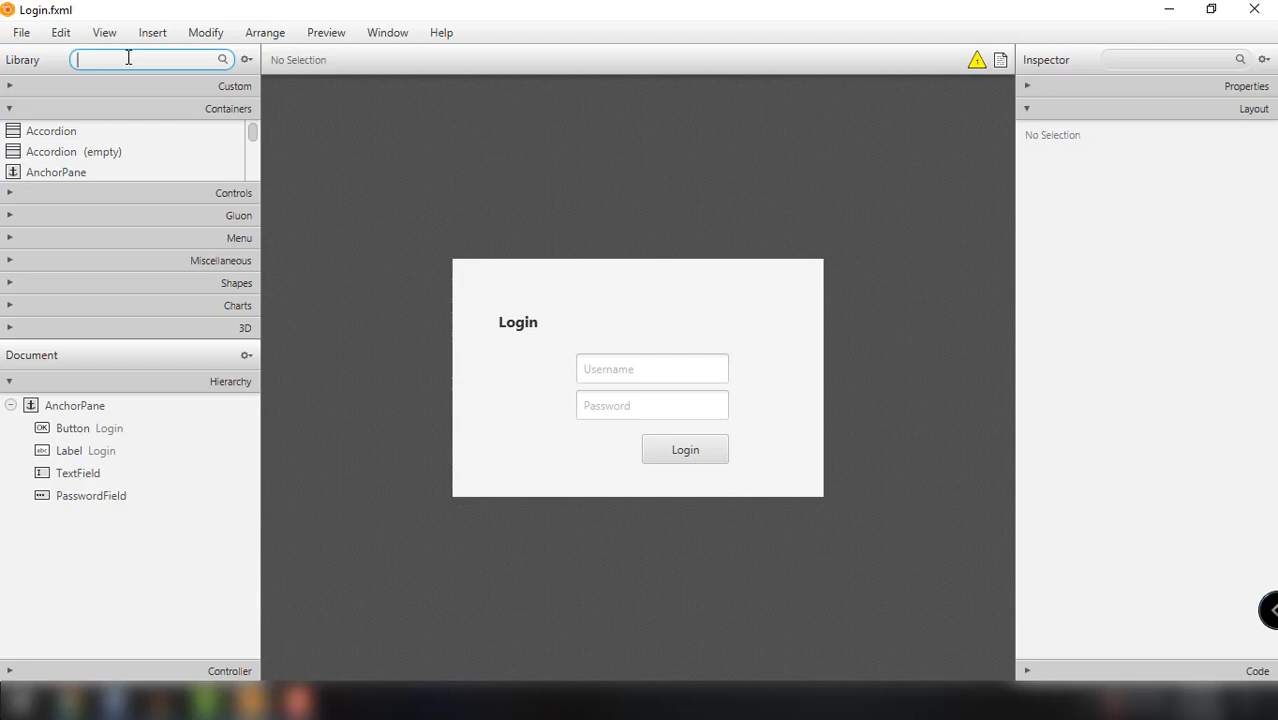 Login.fxml
File Edit View Insert Modify Arrange Preview Window Help
Library
No Selection
Inspector
Custom
Containers
Accordion
Accordion (empty)
AnchorPane
Controls
Gluon
Menu
Miscellaneous
Shapes
Charts
3D
Document
Hierarchy
AnchorPane
Button Login
Label Login
TextField
PasswordField
Controller
Login
Username
Password
Login
Properties
Layout
No Selection
Code